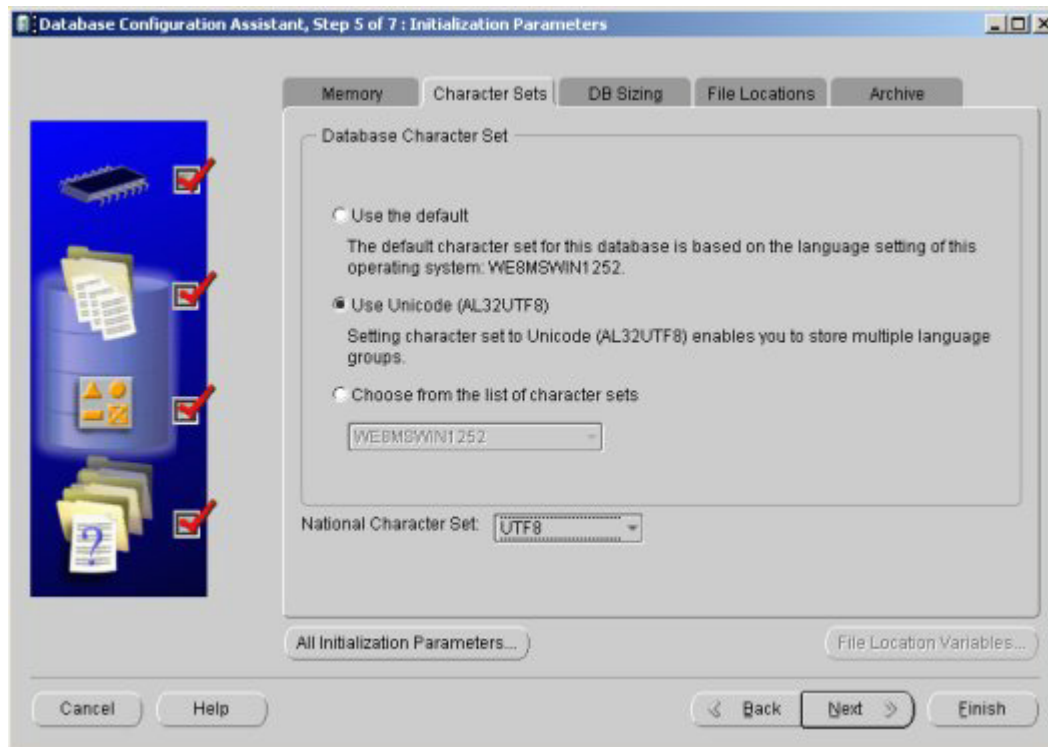 Database Configuration Assistant, Step 5 of 7 : Initialization Parameters
Memory Character Sets DB Sizing File Locations Archive
Database Character Set
Use the default
The default character set for this database is based on the language setting of this
operating system: WE8MSWIN1252.
Use Unicode (AL32UTF8)
Setting character set to Unicode (AL32UTF8) enables you to store multiple language
groups.
Choose from the list of character sets
WE8MSWIN1252
National Character Set: UTF8
?
All Initialization Parameters... File Location Variables...
Cancel Help Back Next Finish